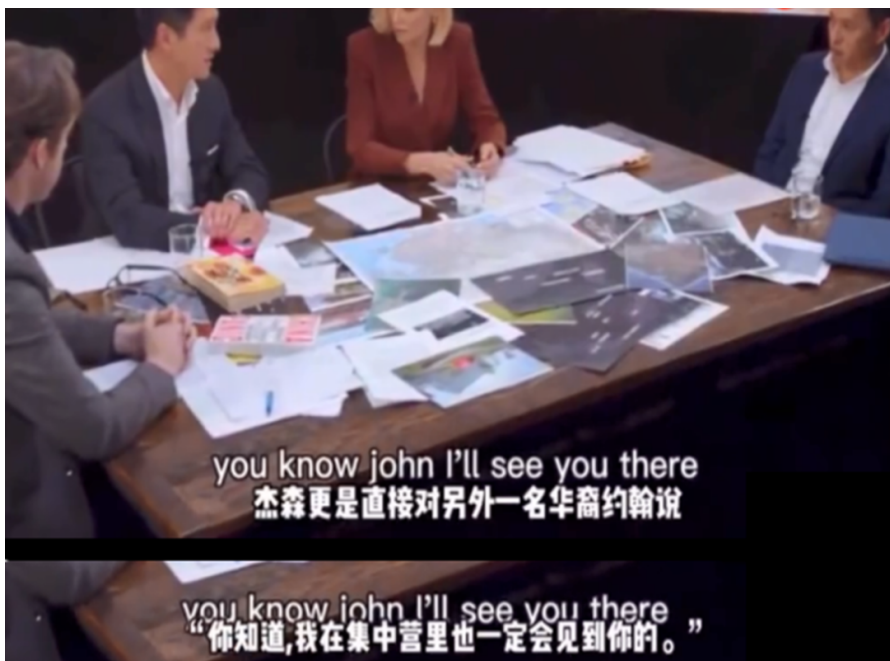 you know john I'll see you there
杰森更是直接对另外一名华裔约翰说
you know john I'll see you there
“你知道,我在集中营里也一定会见到你的。”